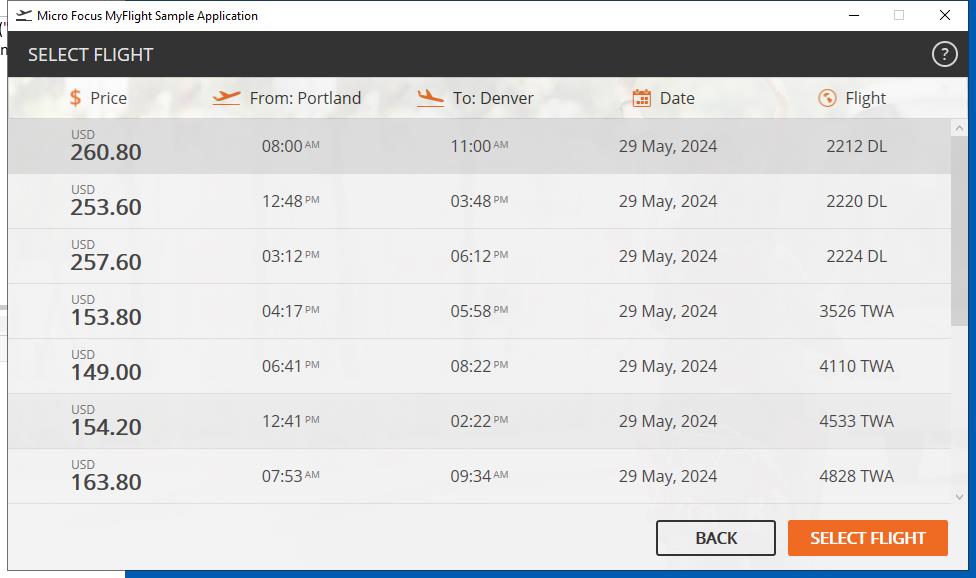 Micro Focus MyFlight Sample Application
SELECT FLIGHT ?
$ Price From: Portland To: Denver Date Flight
USD
260.80 08:00 AM 11:00 AM 29 May, 2024 2212 DL
USD
253.60 12:48 PM 03:48 PM 29 May, 2024 2220 DL
USD
257.60 03:12 PM 06:12 PM 29 May, 2024 2224 DL
USD
153.80 04:17 PM 05:58 PM 29 May, 2024 3526 TWA
USD
149.00 06:41 PM 08:22 PM 29 May, 2024 4110 TWA
USD
154.20 12:41 PM 02:22 PM 29 May, 2024 4533 TWA
USD
163.80 07:53 AM 09:34 AM 29 May, 2024 4828 TWA
BACK SELECT FLIGHT